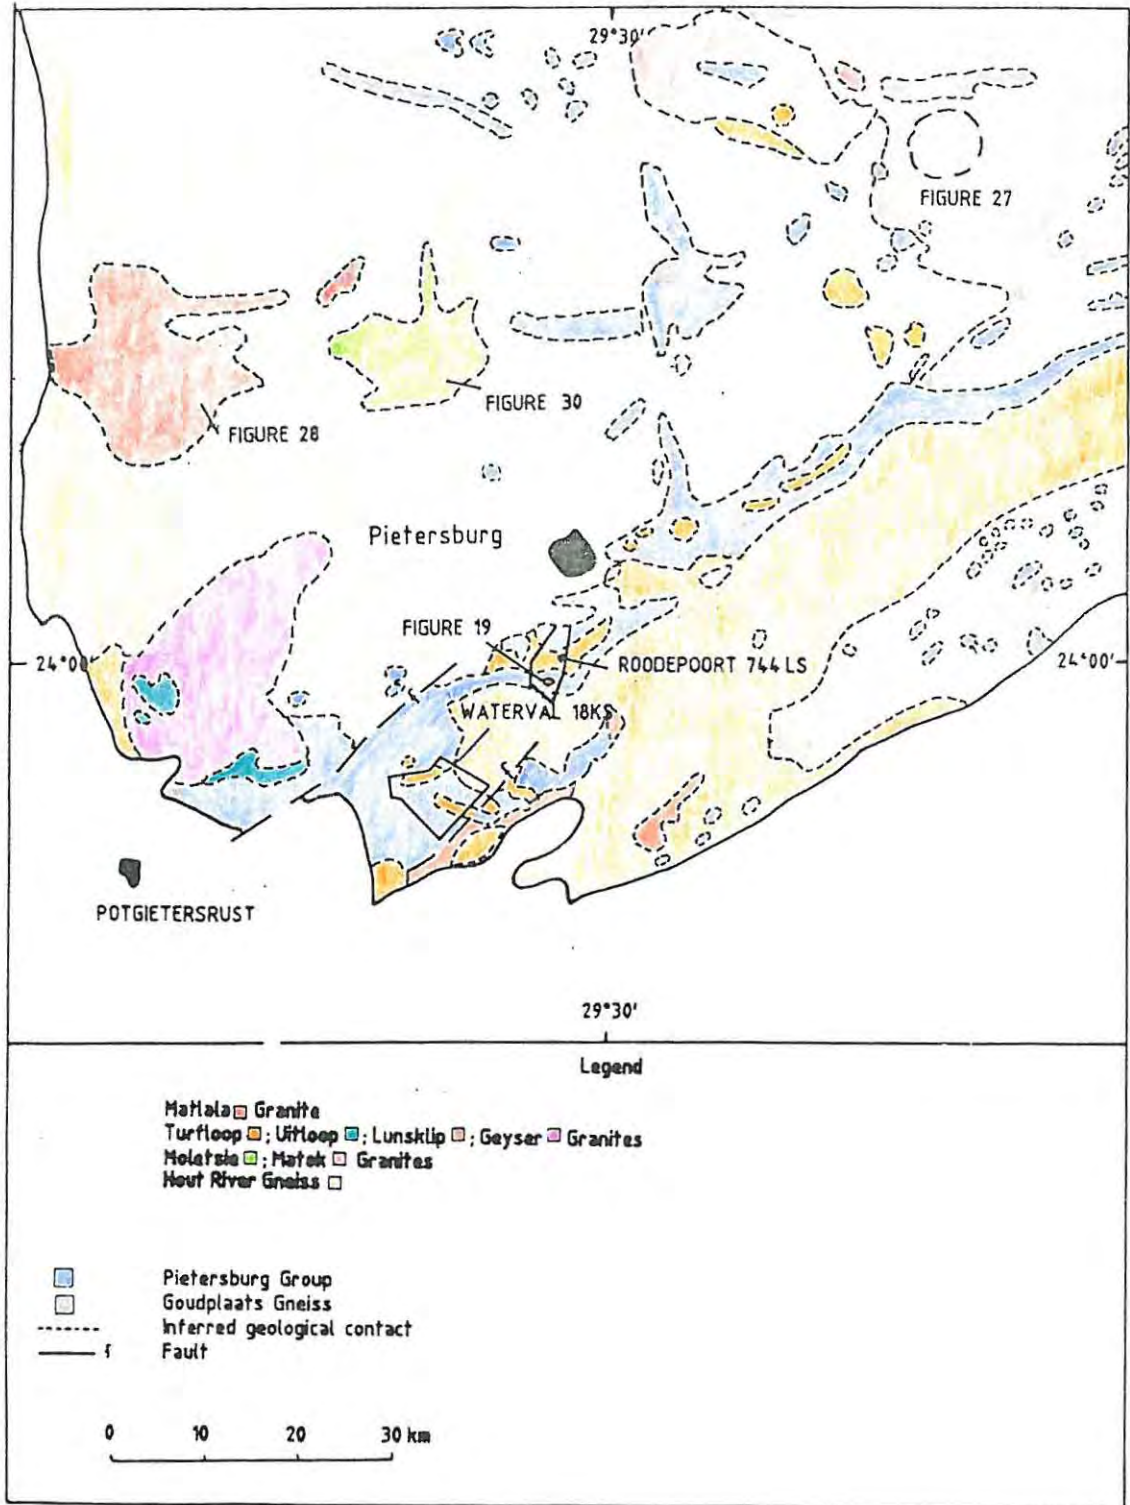 29°30'
FIGURE 27
FIGURE 30
FIGURE 28
Pietersburg
FIGURE 19
24°00'
ROODEPOORT 744 LS
24°00'
WATERVAL 18KS
POTGIETERSRUST
29°30'
Legend
Matlala Granite
Turfloop ; Uitloop ; Lunsklip ; Geyser Granites
Moletsie ; Matok Granites
Hout River Gneiss
Pietersburg Group
Goudplaats Gneiss
Inferred geological contact
Fault
0 10 20 30 km